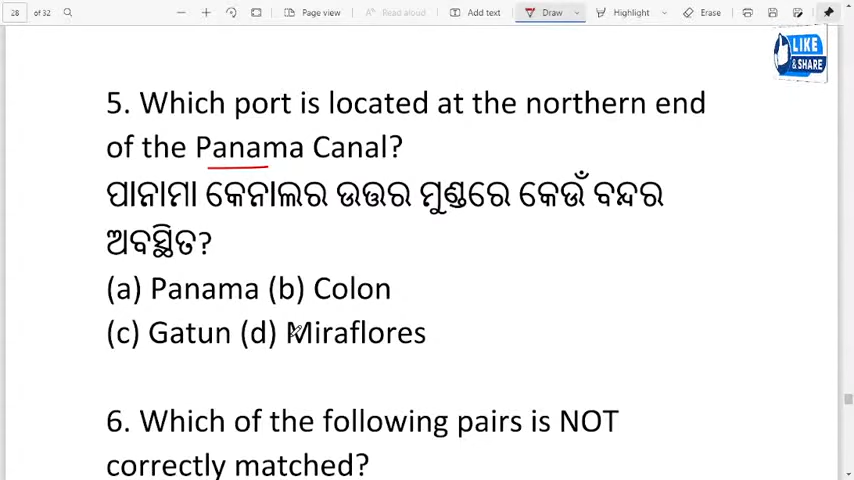 28 of 32 Page view Read aloud Add text Draw Highlight Erase
LIKE
& SHARE
5. Which port is located at the northern end
of the Panama Canal?
ପାନାମା କେନାଲର ଉତ୍ତର ମୁଣ୍ଡରେ କେଉଁ ବନ୍ଦର
ଅବସ୍ଥିତ?
(a) Panama (b) Colon
(c) Gatun (d) Miraflores
6. Which of the following pairs is NOT
correctly matched?